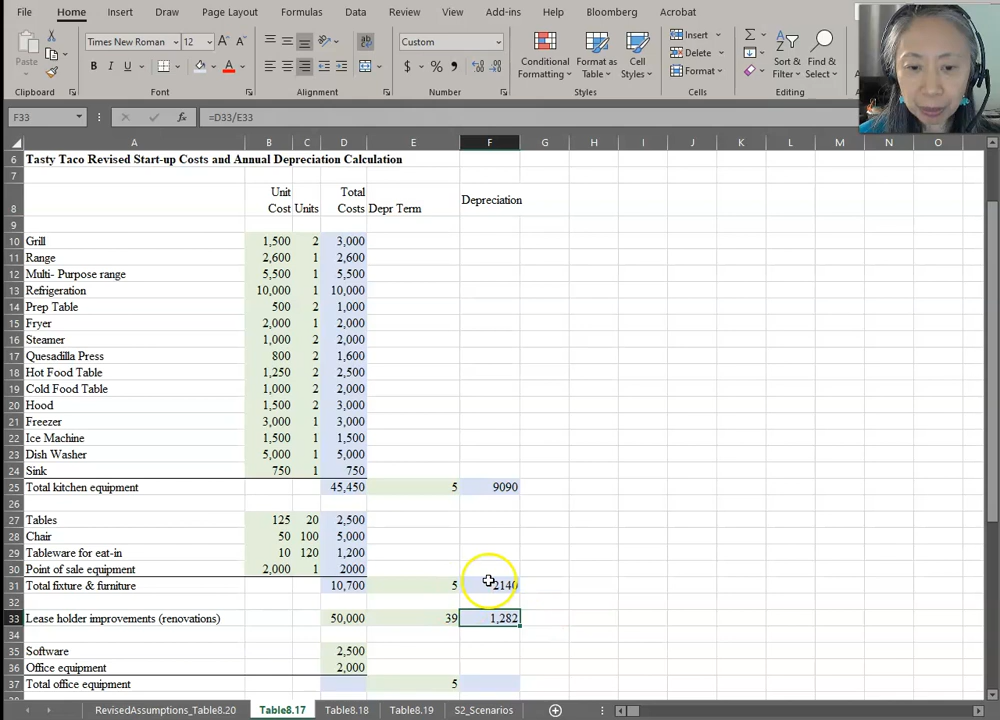 File Home Insert Draw Page Layout Formulas Data Review View Add-ins Help Bloomberg Acrobat
Times New Roman 12 A A ab Custom Insert Σ
Paste B I U A $ % 9 Conditional Formatting Format as Table Cell Styles Delete Format Sort & Filter Find & Select
Clipboard Font Alignment Number Styles Cells Editing
F33 fx =D33/E33
A B C D E F G H I J K L M N O
6 Tasty Taco Revised Start-up Costs and Annual Depreciation Calculation
7
8 Unit Cost Units Total Costs Depr Term Depreciation
9
10 Grill 1,500 2 3,000
11 Range 2,600 1 2,600
12 Multi- Purpose range 5,500 1 5,500
13 Refrigeration 10,000 1 10,000
14 Prep Table 500 2 1,000
15 Fryer 2,000 1 2,000
16 Steamer 1,000 2 2,000
17 Quesadilla Press 800 2 1,600
18 Hot Food Table 1,250 2 2,500
19 Cold Food Table 1,000 2 2,000
20 Hood 1,500 2 3,000
21 Freezer 3,000 1 3,000
22 Ice Machine 1,500 1 1,500
23 Dish Washer 5,000 1 5,000
24 Sink 750 1 750
25 Total kitchen equipment 45,450 5 9090
26
27 Tables 125 20 2,500
28 Chair 50 100 5,000
29 Tableware for eat-in 10 120 1,200
30 Point of sale equipment 2,000 1 2000
31 Total fixture & furniture 10,700 5 2140
32
33 Lease holder improvements (renovations) 50,000 39 1,282
34
35 Software 2,500
36 Office equipment 2,000
37 Total office equipment 5
RevisedAssumptions_Table8.20 Table8.17 Table8.18 Table8.19 S2_Scenarios